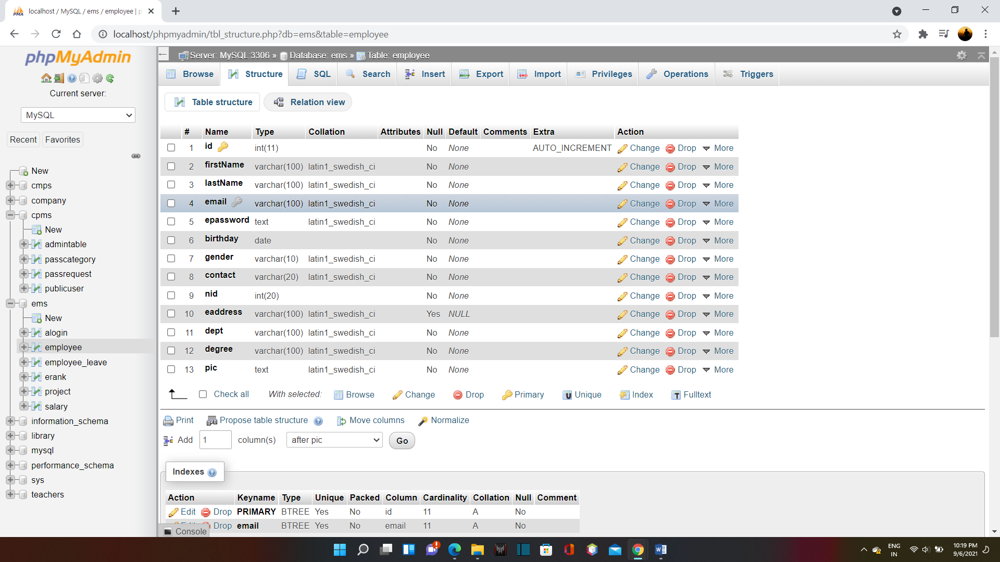 localhost / MySQL / ems / employee | p
localhost/phpmyadmin/tbl_structure.php?db=ems&table=employee
phpMyAdmin
Current server:
MySQL
Recent Favorites
New
cmps
company
cpms
New
admintable
passcategory
passrequest
publicuser
ems
New
alogin
employee
employee_leave
erank
project
salary
information_schema
library
mysql
performance_schema
sys
teachers
Server: MySQL:3306 » Database: ems » Table: employee
Browse Structure SQL Search Insert Export Import Privileges Operations Triggers
Table structure Relation view
# Name Type Collation Attributes Null Default Comments Extra Action
1 id int(11) No None AUTO_INCREMENT Change Drop More
2 firstName varchar(100) latin1_swedish_ci No None Change Drop More
3 lastName varchar(100) latin1_swedish_ci No None Change Drop More
4 email varchar(100) latin1_swedish_ci No None Change Drop More
5 epassword text latin1_swedish_ci No None Change Drop More
6 birthday date No None Change Drop More
7 gender varchar(10) latin1_swedish_ci No None Change Drop More
8 contact varchar(20) latin1_swedish_ci No None Change Drop More
9 nid int(20) No None Change Drop More
10 eaddress varchar(100) latin1_swedish_ci Yes NULL Change Drop More
11 dept varchar(100) latin1_swedish_ci No None Change Drop More
12 degree varchar(100) latin1_swedish_ci No None Change Drop More
13 pic text latin1_swedish_ci No None Change Drop More
Check all With selected: Browse Change Drop Primary Unique Index Fulltext
Print Propose table structure Move columns Normalize
Add 1 column(s) after pic Go
Indexes
Action Keyname Type Unique Packed Column Cardinality Collation Null Comment
Edit Drop PRIMARY BTREE Yes No id 11 A No
Drop email BTREE Yes No email 11 A No
Console
ENG
IN
10:19 PM
9/6/2021